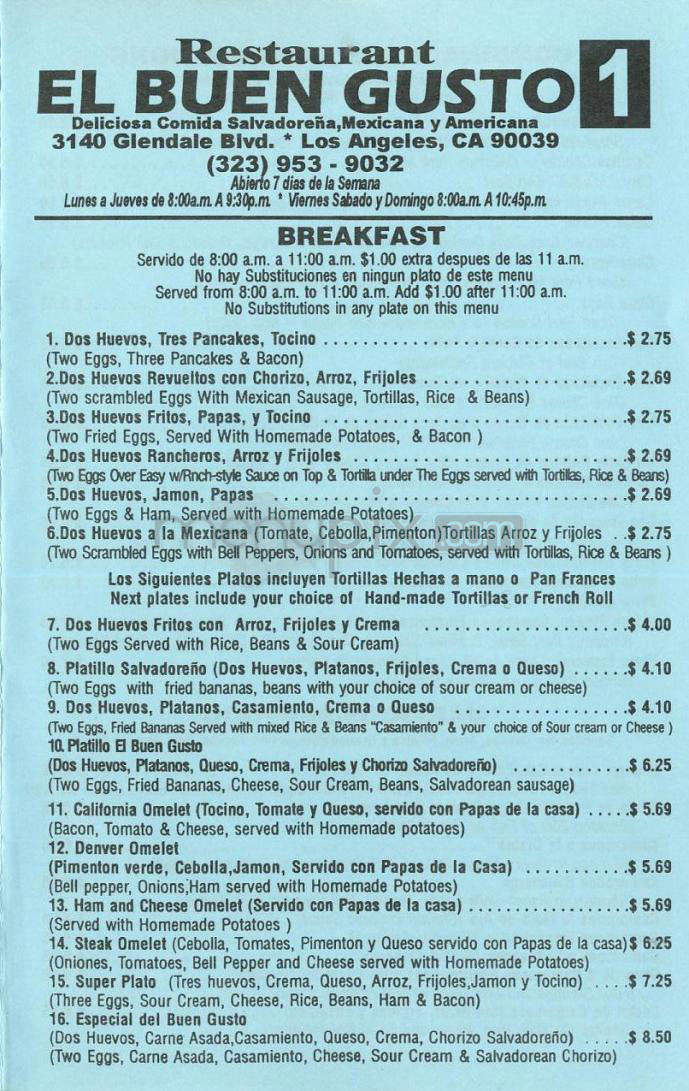 Restaurant
EL BUEN GUSTO 1
Deliciosa Comida Salvadoreña,Mexicana y Americana
3140 Glendale Blvd. * Los Angeles, CA 90039
(323) 953 - 9032
Abierto 7 dias de la Semana
Lunes a Jueves de 8:00a.m. A 9:30p.m. * Viernes Sabado y Domingo 8:00a.m. A 10:45p.m.
BREAKFAST
Servido de 8:00 a.m. a 11:00 a.m. $1.00 extra despues de las 11 a.m.
No hay Substituciones en ningun plato de este menu
Served from 8:00 a.m. to 11:00 a.m. Add $1.00 after 11:00 a.m.
No Substitutions in any plate on this menu
1. Dos Huevos, Tres Pancakes, Tocino . . . . . . . . . . . . . . . . . . . . . . . . . . . . . . . $ 2.75
(Two Eggs, Three Pancakes & Bacon)
2.Dos Huevos Revueltos con Chorizo, Arroz, Frijoles . . . . . . . . . . . . . . . . . . . . . $ 2.69
(Two scrambled Eggs With Mexican Sausage, Tortillas, Rice & Beans)
3.Dos Huevos Fritos, Papas, y Tocino . . . . . . . . . . . . . . . . . . . . . . . . . . . . . . . $ 2.75
(Two Fried Eggs, Served With Homemade Potatoes, & Bacon )
4.Dos Huevos Rancheros, Arroz y Frijoles . . . . . . . . . . . . . . . . . . . . . . . . . . . . $ 2.69
(Two Eggs Over Easy w/Rnch-style Sauce on Top & Tortilla under The Eggs served with Tortillas, Rice & Beans)
5.Dos Huevos, Jamon, Papas . . . . . . . . . . . . . . . . . . . . . . . . . . . . . . . . . . . . $ 2.69
(Two Eggs & Ham, Served with Homemade Potatoes)
6.Dos Huevos a la Mexicana (Tomate, Cebolla,Pimenton)Tortillas Arroz y Frijoles . . $ 2.75
(Two Scrambled Eggs with Bell Peppers, Onions and Tomatoes, served with Tortillas, Rice & Beans )
menupix.com
Los Siguientes Platos incluyen Tortillas Hechas a mano o Pan Frances
Next plates include your choice of Hand-made Tortillas or French Roll
7. Dos Huevos Fritos con Arroz, Frijoles y Crema . . . . . . . . . . . . . . . . . . . . . $ 4.00
(Two Eggs Served with Rice, Beans & Sour Cream)
8. Platillo Salvadoreño (Dos Huevos, Platanos, Frijoles, Crema o Queso) . . . . . . $ 4.10
(Two Eggs with fried bananas, beans with your choice of sour cream or cheese)
9. Dos Huevos, Platanos, Casamiento, Crema o Queso . . . . . . . . . . . . . . . . . . $ 4.10
(Two Eggs, Fried Bananas Served with mixed Rice & Beans "Casamiento" & your choice of Sour cream or Cheese )
10. Platillo El Buen Gusto
(Dos Huevos, Platanos, Queso, Crema, Frijoles y Chorizo Salvadoreño) . . . . . . . . . . . . $ 6.25
(Two Eggs, Fried Bananas, Cheese, Sour Cream, Beans, Salvadorean sausage)
11. California Omelet (Tocino, Tomate y Queso, servido con Papas de la casa) . . . . . $ 5.69
(Bacon, Tomato & Cheese, served with Homemade potatoes)
12. Denver Omelet
(Pimenton verde, Cebolla,Jamon, Servido con Papas de la Casa) . . . . . . . . . . . $ 5.69
(Bell pepper, Onions,Ham served with Homemade Potatoes)
13. Ham and Cheese Omelet (Servido con Papas de la casa) . . . . . . . . . . . . . . . . . $ 5.69
(Served with Homemade Potatoes )
14. Steak Omelet (Cebolla, Tomates, Pimenton y Queso servido con Papas de la casa)$ 6.25
(Oniones, Tomatoes, Bell Pepper and Cheese served with Homemade Potatoes)
15. Super Plato (Tres huevos, Crema, Queso, Arroz, Frijoles,Jamon y Tocino) . . . . $ 7.25
(Three Eggs, Sour Cream, Cheese, Rice, Beans, Ham & Bacon)
16. Especial del Buen Gusto
(Dos Huevos, Carne Asada,Casamiento, Queso, Crema, Chorizo Salvadoreño) . . . . . $ 8.50
(Two Eggs, Carne Asada, Casamiento, Cheese, Sour Cream & Salvadorean Chorizo)